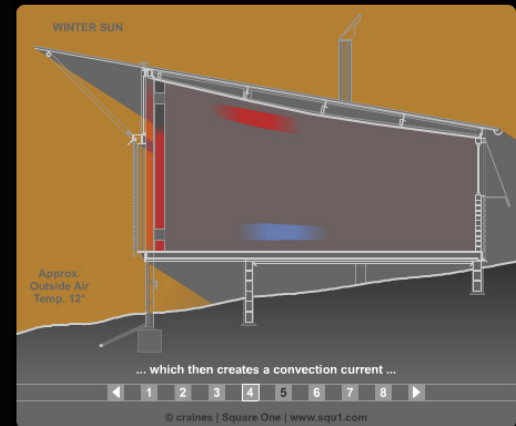 WINTER SUN
Approx.
Outside Air
Temp. 12°
... which then creates a convection current ...
1 2 3 4 5 6 7 8
© craines | Square One | www.squ1.com